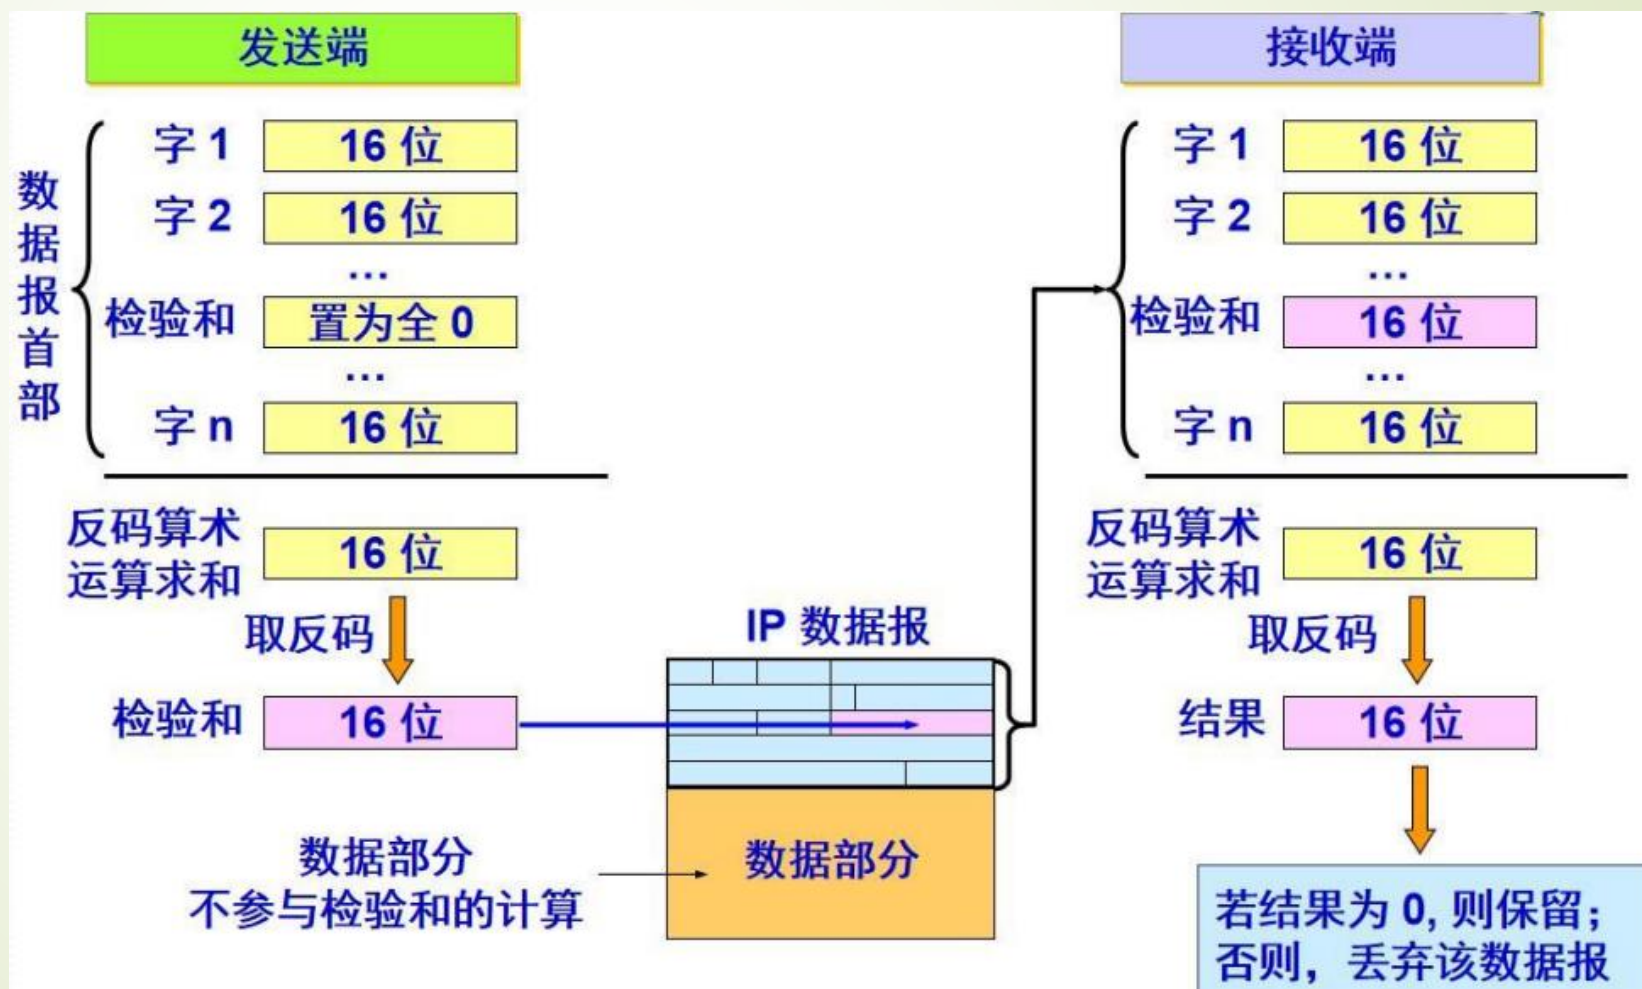 发送端
数据报首部
字 1
16 位
字 2
16 位
...
检验和
置为全 0
...
字 n
16 位
反码算术
运算求和
16 位
取反码
检验和
16 位
数据部分
不参与检验和的计算
IP 数据报
数据部分
接收端
字 1
16 位
字 2
16 位
...
检验和
16 位
...
字 n
16 位
反码算术
运算求和
16 位
取反码
结果
16 位
若结果为 0, 则保留；
否则，丢弃该数据报